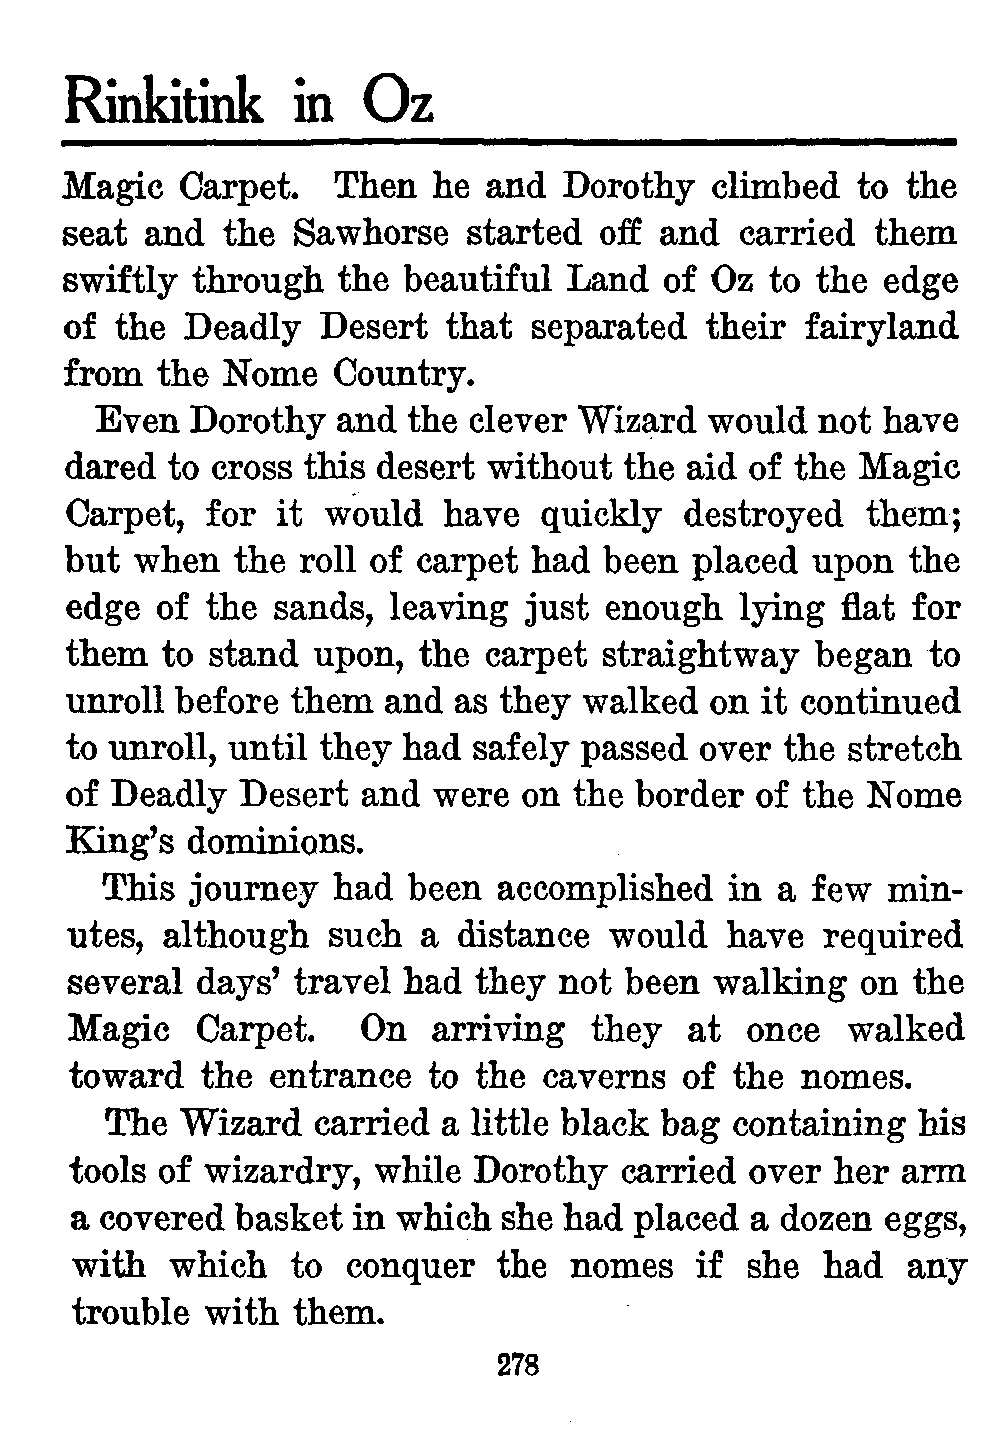 Rinkitink in Oz
Magic Carpet. Then he and Dorothy climbed to the
seat and the Sawhorse started off and carried them
swiftly through the beautiful Land of Oz to the edge
of the Deadly Desert that separated their fairyland
from the Nome Country.
Even Dorothy and the clever Wizard would not have
dared to cross this desert without the aid of the Magic
Carpet, for it would have quickly destroyed them;
but when the roll of carpet had been placed upon the
edge of the sands, leaving just enough lying flat for
them to stand upon, the carpet straightway began to
unroll before them and as they walked on it continued
to unroll, until they had safely passed over the stretch
of Deadly Desert and were on the border of the Nome
King's dominions.
This journey had been accomplished in a few min-
utes, although such a distance would have required
several days' travel had they not been walking on the
Magic Carpet. On arriving they at once walked
toward the entrance to the caverns of the nomes.
The Wizard carried a little black bag containing his
tools of wizardry, while Dorothy carried over her arm
a covered basket in which she had placed a dozen eggs,
with which to conquer the nomes if she had any
trouble with them.
278